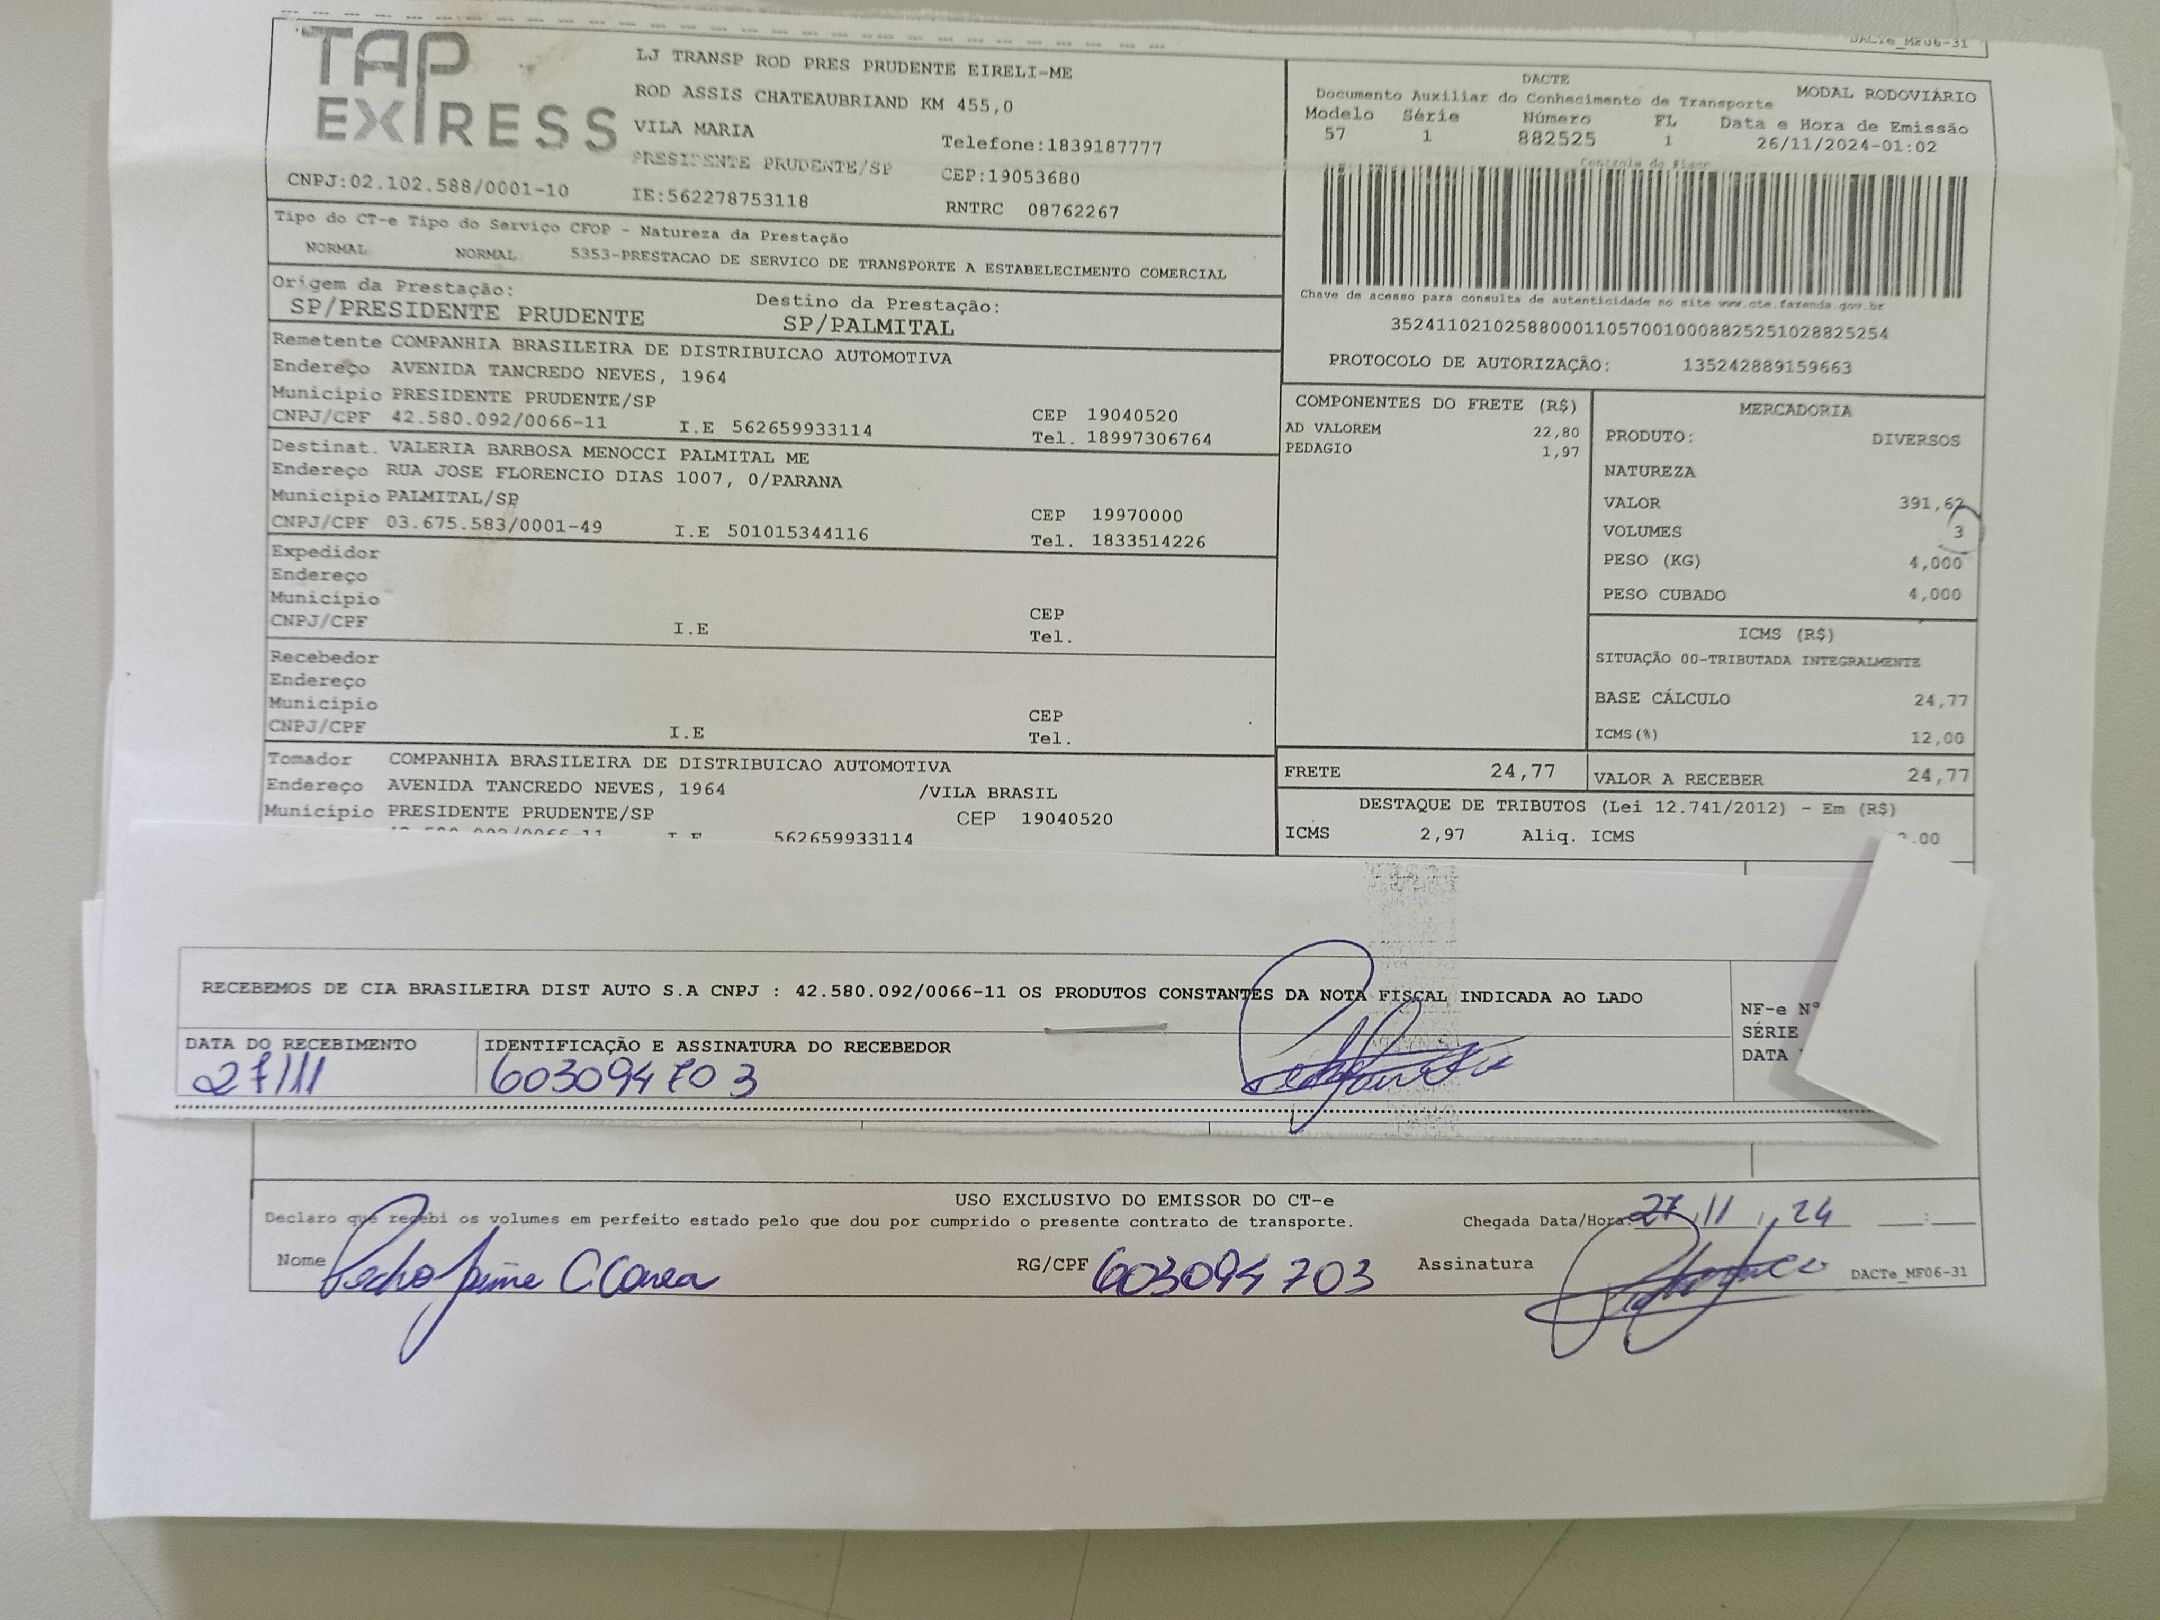 DACTe_MF06-31
TAP EXPRESS
LJ TRANSP ROD PRES PRUDENTE EIRELI-ME
ROD ASSIS CHATEAUBRIAND KM 455,0
VILA MARIA
Telefone:1839187777
PRESIDENTE PRUDENTE/SP
CEP:19053680
CNPJ:02.102.588/0001-10
IE:562278753118
RNTRC 08762267
DACTE
MODAL RODOVIÁRIO
Documento Auxiliar do Conhecimento de Transporte
Modelo Série Número FL Data e Hora de Emissão
57 1 882525 1 26/11/2024-01:02
Controle do Fisco
Chave de acesso para consulta de autenticidade no site www.cte.fazenda.gov.br
35241102102588000110570010008825251028825254
PROTOCOLO DE AUTORIZAÇÃO: 135242889159663
Tipo do CT-e Tipo do Serviço CFOP - Natureza da Prestação
NORMAL NORMAL 5353-PRESTACAO DE SERVICO DE TRANSPORTE A ESTABELECIMENTO COMERCIAL
Origem da Prestação: Destino da Prestação:
SP/PRESIDENTE PRUDENTE SP/PALMITAL
Remetente COMPANHIA BRASILEIRA DE DISTRIBUICAO AUTOMOTIVA
Endereço AVENIDA TANCREDO NEVES, 1964
Município PRESIDENTE PRUDENTE/SP CEP 19040520
CNPJ/CPF 42.580.092/0066-11 I.E 562659933114 Tel. 18997306764
Destinat. VALERIA BARBOSA MENOCCI PALMITAL ME
Endereço RUA JOSE FLORENCIO DIAS 1007, 0/PARANA
Município PALMITAL/SP CEP 19970000
CNPJ/CPF 03.675.583/0001-49 I.E 501015344116 Tel. 1833514226
Expedidor
Endereço
Município CEP
CNPJ/CPF I.E Tel.
Recebedor
Endereço
Município CEP
CNPJ/CPF I.E Tel.
Tomador COMPANHIA BRASILEIRA DE DISTRIBUICAO AUTOMOTIVA
Endereço AVENIDA TANCREDO NEVES, 1964 /VILA BRASIL
Município PRESIDENTE PRUDENTE/SP CEP 19040520
I.E 562659933114
COMPONENTES DO FRETE (R$)
AD VALOREM 22,80
PEDAGIO 1,97
MERCADORIA
PRODUTO: DIVERSOS
NATUREZA
VALOR 391,62
VOLUMES 3
PESO (KG) 4,000
PESO CUBADO 4,000
ICMS (R$)
SITUAÇÃO 00-TRIBUTADA INTEGRALMENTE
BASE CÁLCULO 24,77
ICMS(%) 12,00
FRETE 24,77 VALOR A RECEBER 24,77
DESTAQUE DE TRIBUTOS (Lei 12.741/2012) - Em (R$)
ICMS 2,97 Aliq. ICMS
RECEBEMOS DE CIA BRASILEIRA DIST AUTO S.A CNPJ : 42.580.092/0066-11 OS PRODUTOS CONSTANTES DA NOTA FISCAL INDICADA AO LADO
NF-e N°
SÉRIE
DATA
DATA DO RECEBIMENTO IDENTIFICAÇÃO E ASSINATURA DO RECEBEDOR
27/11 603094703
USO EXCLUSIVO DO EMISSOR DO CT-e
Declaro que recebi os volumes em perfeito estado pelo que dou por cumprido o presente contrato de transporte. Chegada Data/Hora: 27/11/24
Nome Pedro C Correa RG/CPF 603094703 Assinatura
DACTe_MF06-31